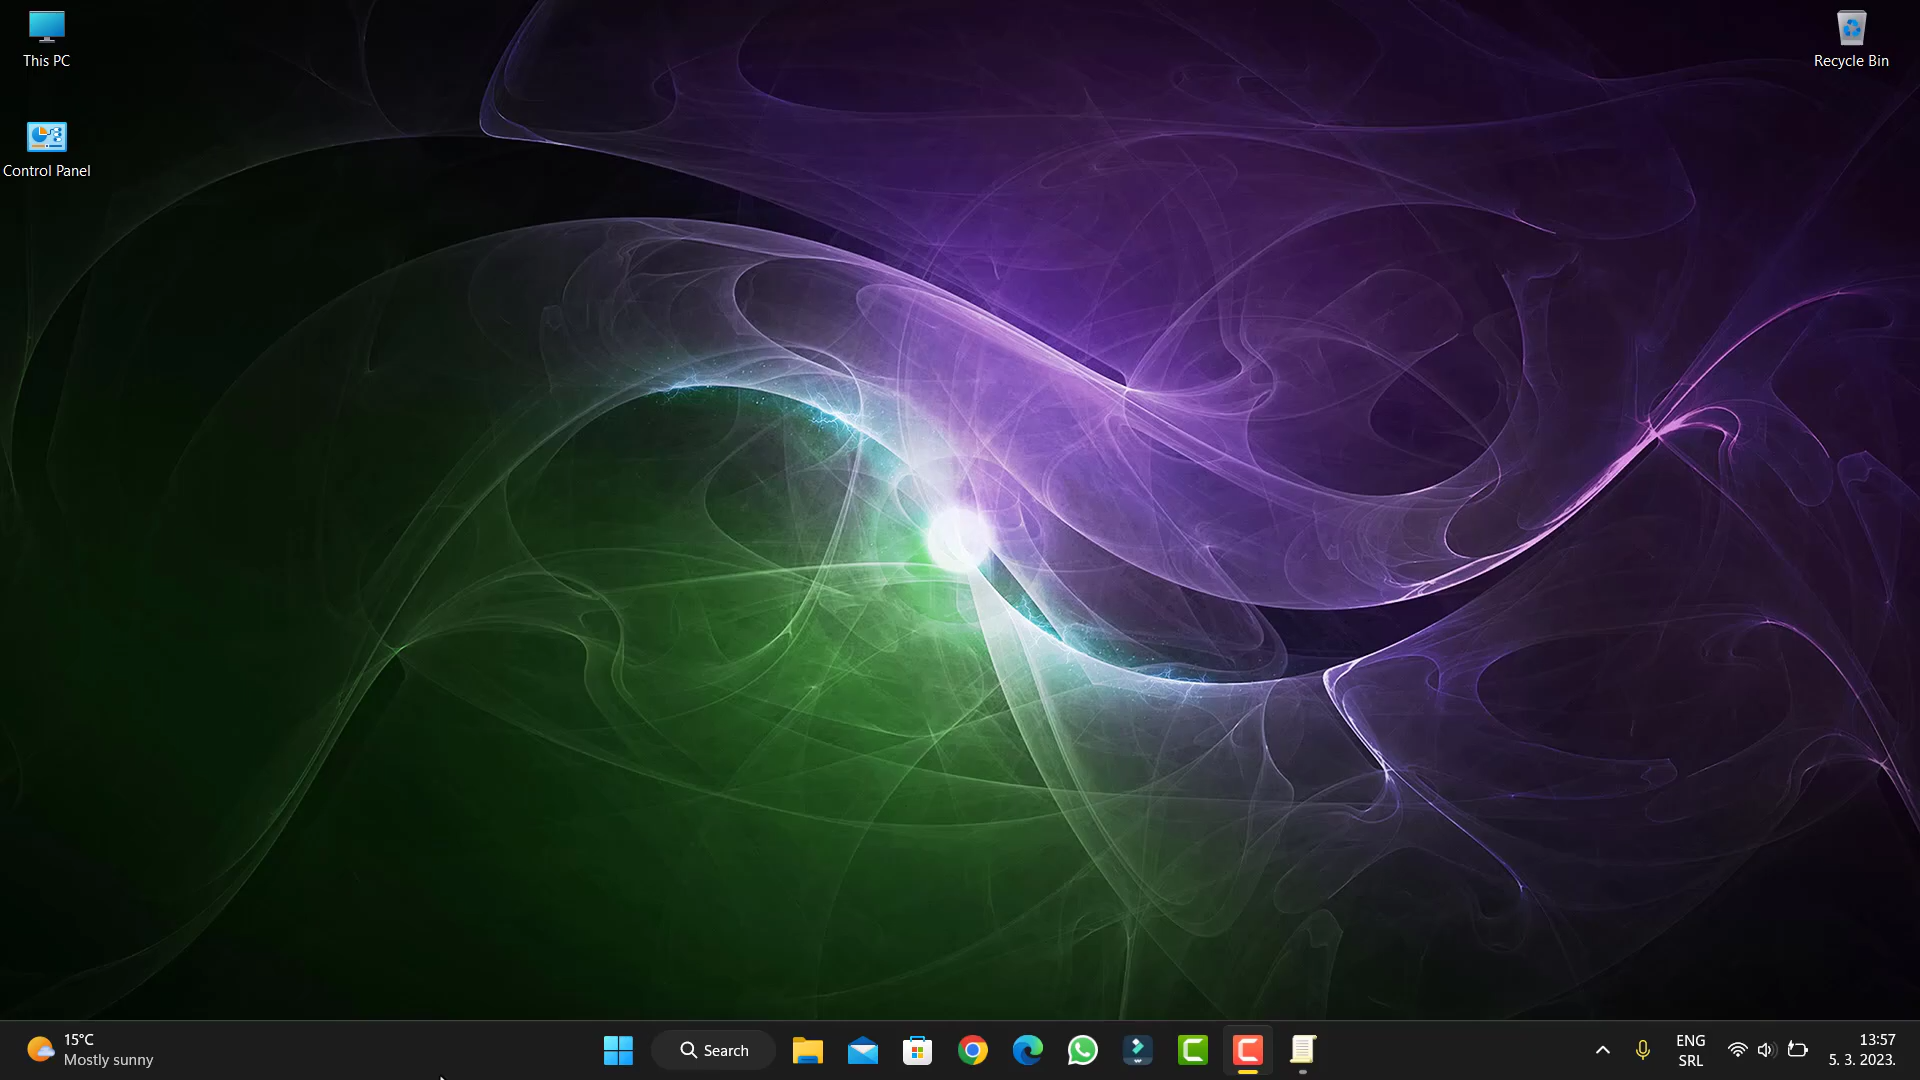 This PC
Recycle Bin
Control Panel
15°C
Mostly sunny
Search
ENG
SRL
13:57
5. 3. 2023.